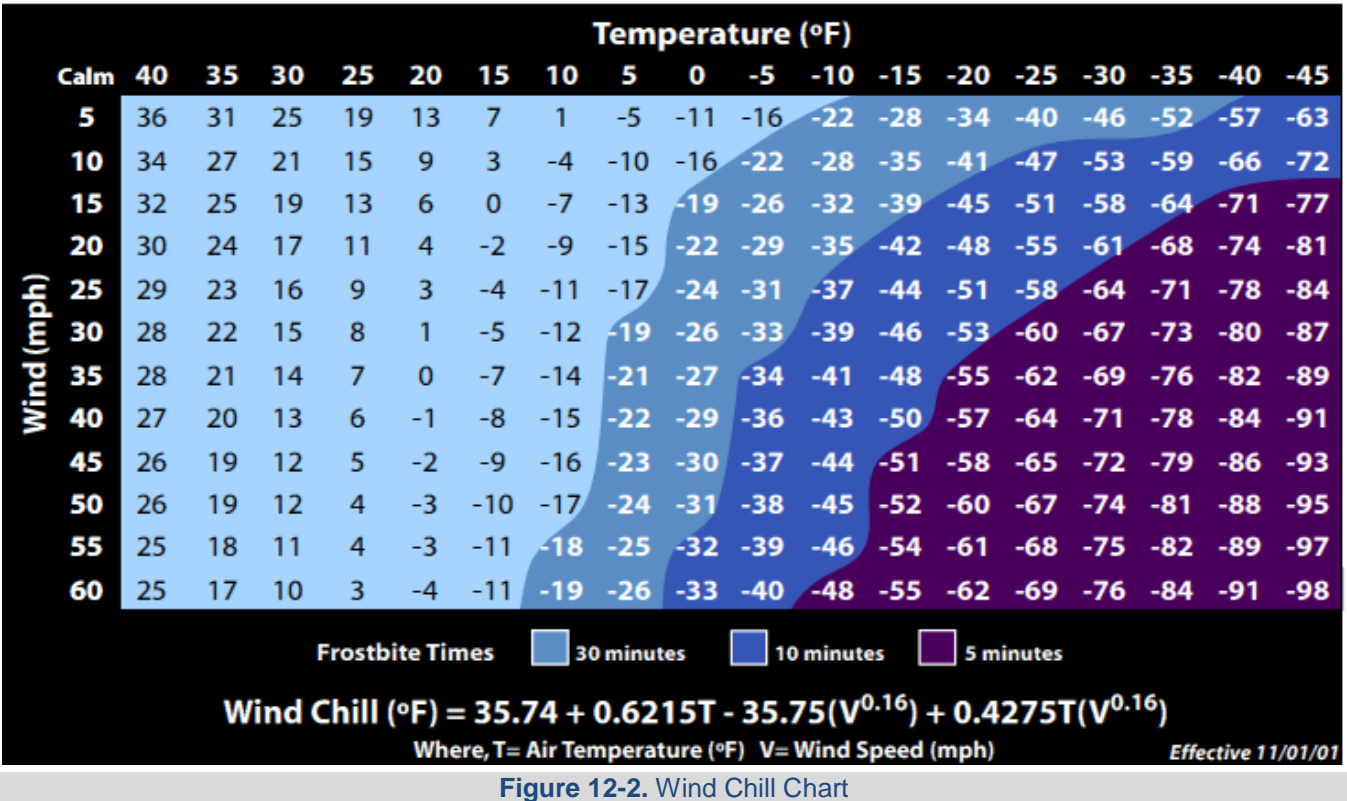 Temperature (ºF)
Calm 40 35 30 25 20 15 10 5 0 -5 -10 -15 -20 -25 -30 -35 -40 -45
5 36 31 25 19 13 7 1 -5 -11 -16 -22 -28 -34 -40 -46 -52 -57 -63
10 34 27 21 15 9 3 -4 -10 -16 -22 -28 -35 -41 -47 -53 -59 -66 -72
15 32 25 19 13 6 0 -7 -13 -19 -26 -32 -39 -45 -51 -58 -64 -71 -77
20 30 24 17 11 4 -2 -9 -15 -22 -29 -35 -42 -48 -55 -61 -68 -74 -81
25 29 23 16 9 3 -4 -11 -17 -24 -31 -37 -44 -51 -58 -64 -71 -78 -84
30 28 22 15 8 1 -5 -12 -19 -26 -33 -39 -46 -53 -60 -67 -73 -80 -87
35 28 21 14 7 0 -7 -14 -21 -27 -34 -41 -48 -55 -62 -69 -76 -82 -89
40 27 20 13 6 -1 -8 -15 -22 -29 -36 -43 -50 -57 -64 -71 -78 -84 -91
45 26 19 12 5 -2 -9 -16 -23 -30 -37 -44 -51 -58 -65 -72 -79 -86 -93
50 26 19 12 4 -3 -10 -17 -24 -31 -38 -45 -52 -60 -67 -74 -81 -88 -95
55 25 18 11 4 -3 -11 -18 -25 -32 -39 -46 -54 -61 -68 -75 -82 -89 -97
60 25 17 10 3 -4 -11 -19 -26 -33 -40 -48 -55 -62 -69 -76 -84 -91 -98
Wind (mph)
Frostbite Times 30 minutes 10 minutes 5 minutes
Wind Chill (ºF) = 35.74 + 0.6215T - 35.75(V^0.16) + 0.4275T(V^0.16)
Where, T= Air Temperature (ºF) V= Wind Speed (mph) Effective 11/01/01
Figure 12-2. Wind Chill Chart